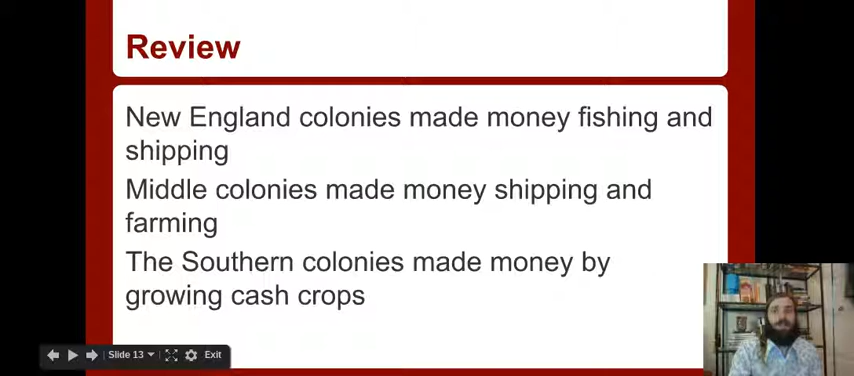 Review
New England colonies made money fishing and
shipping
Middle colonies made money shipping and
farming
The Southern colonies made money by
growing cash crops
Slide 13
Exit